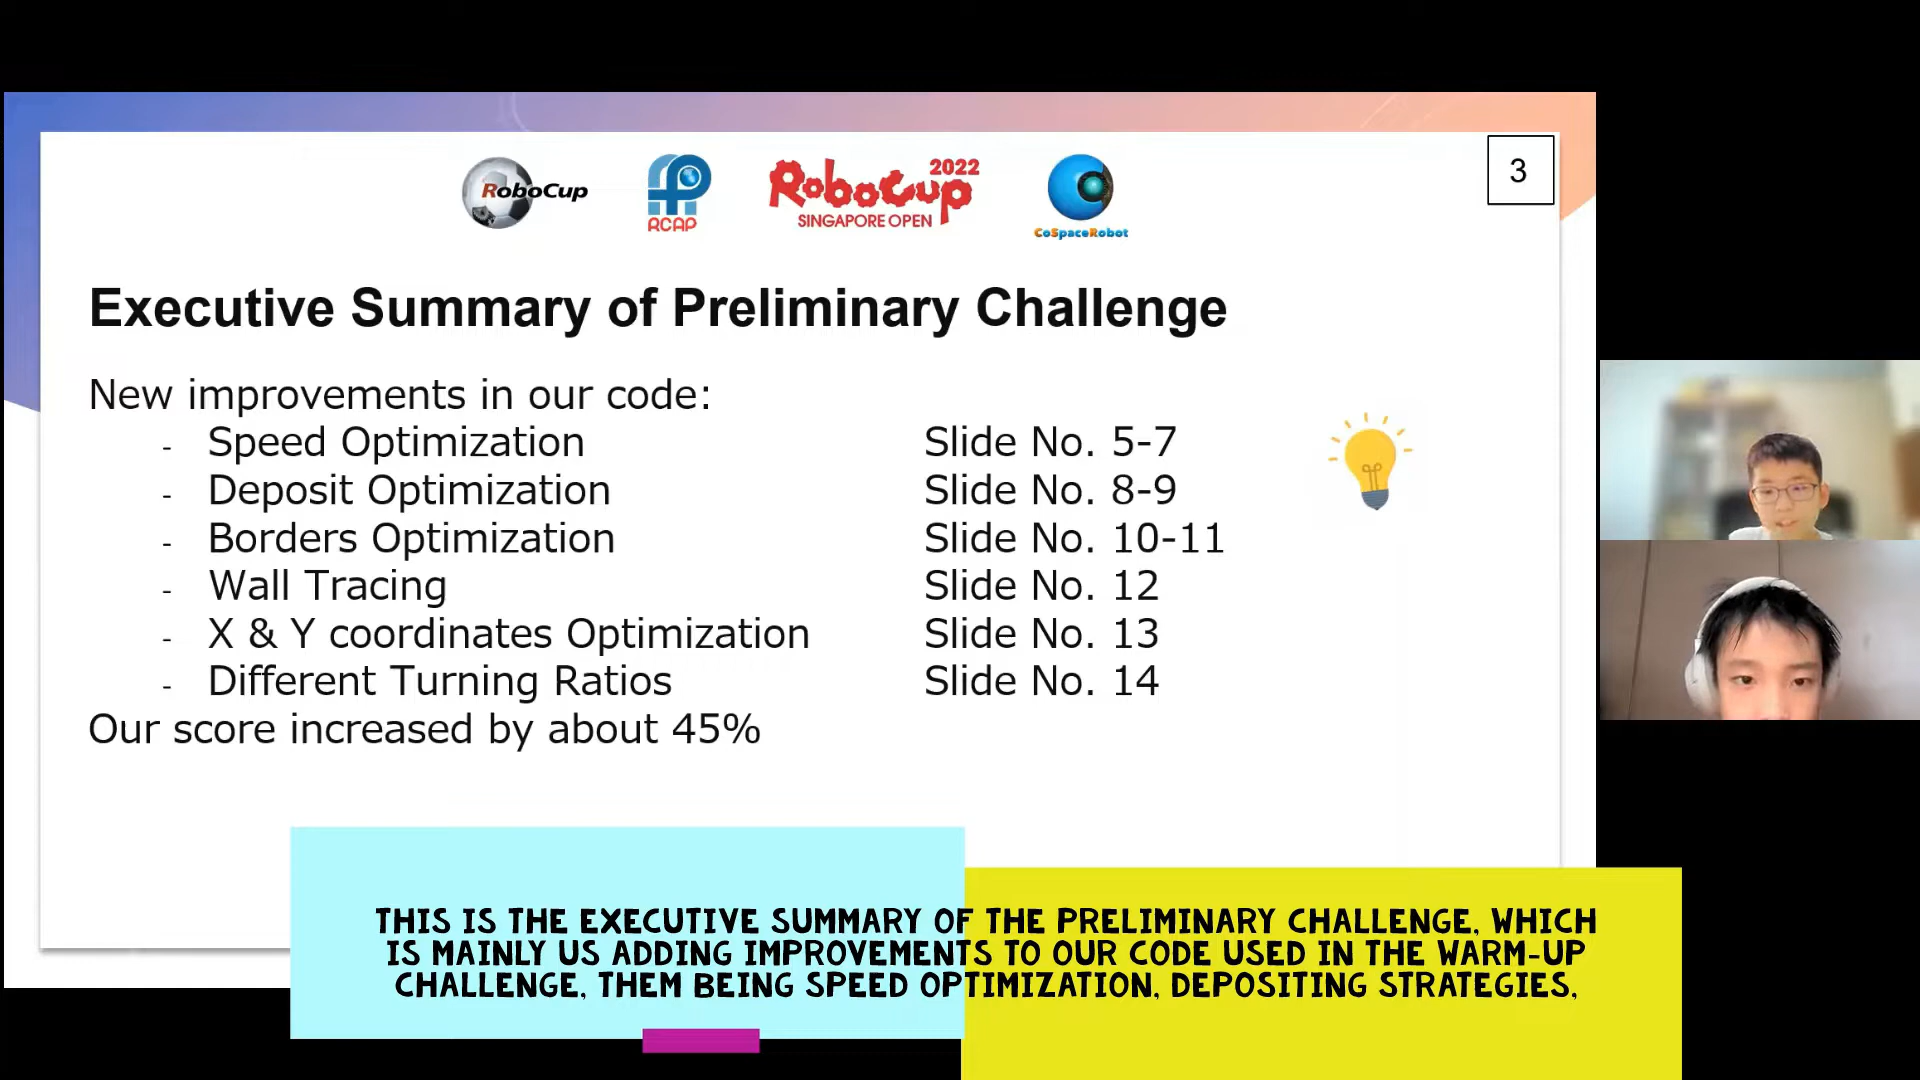 RoboCup
RCAP
RoboCup 2022
SINGAPORE OPEN
CoSpaceRobot
3
Executive Summary of Preliminary Challenge
New improvements in our code:
- Speed Optimization Slide No. 5-7
- Deposit Optimization Slide No. 8-9
- Borders Optimization Slide No. 10-11
- Wall Tracing Slide No. 12
- X & Y coordinates Optimization Slide No. 13
- Different Turning Ratios Slide No. 14
Our score increased by about 45%
THIS IS THE EXECUTIVE SUMMARY OF THE PRELIMINARY CHALLENGE, WHICH
IS MAINLY US ADDING IMPROVEMENTS TO OUR CODE USED IN THE WARM-UP
CHALLENGE, THEM BEING SPEED OPTIMIZATION, DEPOSITING STRATEGIES,